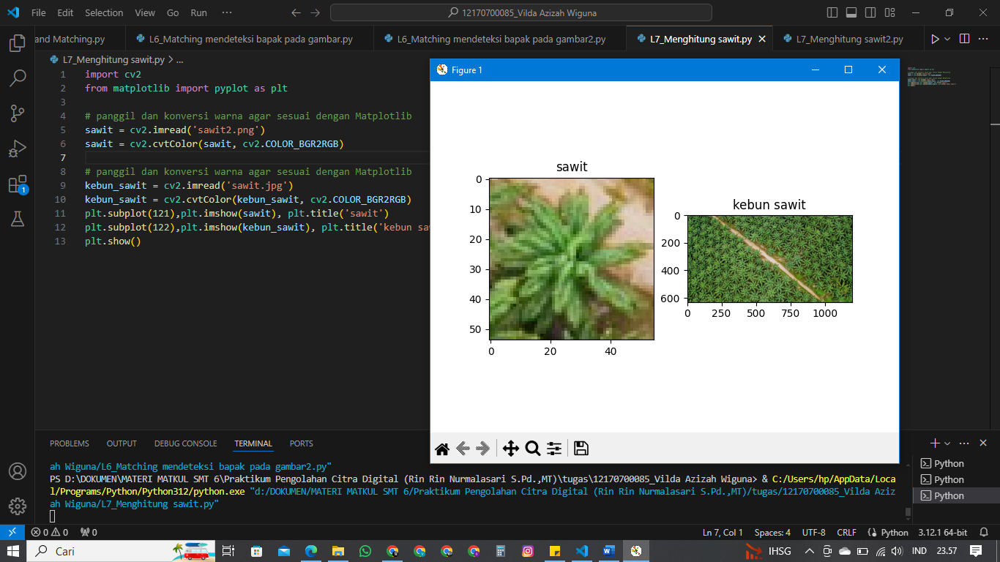 File Edit Selection View Go Run ···
12170700085_Vilda Azizah Wiguna
and Matching.py
L6_Matching mendeteksi bapak pada gambar.py
L6_Matching mendeteksi bapak pada gambar2.py
L7_Menghitung sawit.py
L7_Menghitung sawit2.py
L7_Menghitung sawit.py > ...
1 import cv2
2 from matplotlib import pyplot as plt
3
4 # panggil dan konversi warna agar sesuai dengan Matplotlib
5 sawit = cv2.imread('sawit2.png')
6 sawit = cv2.cvtColor(sawit, cv2.COLOR_BGR2RGB)
7
8 # panggil dan konversi warna agar sesuai dengan Matplotlib
9 kebun_sawit = cv2.imread('sawit.jpg')
10 kebun_sawit = cv2.cvtColor(kebun_sawit, cv2.COLOR_BGR2RGB)
11 plt.subplot(121),plt.imshow(sawit), plt.title('sawit')
12 plt.subplot(122),plt.imshow(kebun_sawit), plt.title('kebun saw
13 plt.show()
1
Figure 1
sawit
0
10
20
30
40
50
0 20 40
kebun sawit
0
200
400
600
0 250 500 750 1000
PROBLEMS OUTPUT DEBUG CONSOLE TERMINAL PORTS
ah Wiguna/L6_Matching mendeteksi bapak pada gambar2.py"
PS D:\DOKUMEN\MATERI MATKUL SMT 6\Praktikum Pengolahan Citra Digital (Rin Rin Nurmalasari S.Pd.,MT)\tugas\12170700085_Vilda Azizah Wiguna> & C:/Users/hp/AppData/Loca
l/Programs/Python/Python312/python.exe "d:/DOKUMEN/MATERI MATKUL SMT 6/Praktikum Pengolahan Citra Digital (Rin Rin Nurmalasari S.Pd.,MT)/tugas/12170700085_Vilda Aziz
ah Wiguna/L7_Menghitung sawit.py"
Python
Python
Python
0 0 0
Ln 7, Col 1 Spaces: 4 UTF-8 CRLF Python 3.12.1 64-bit
Cari
IHSG
IND
23.57